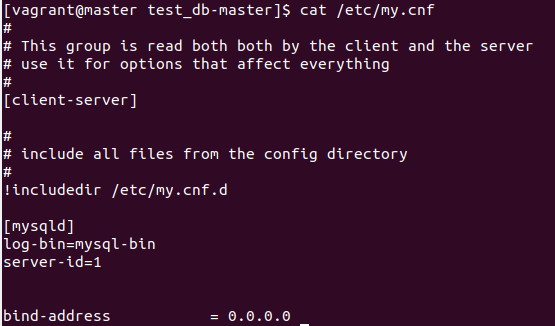 [vagrant@master test_db-master]$ cat /etc/my.cnf
#
# This group is read both both by the client and the server
# use it for options that affect everything
#
[client-server]
#
# include all files from the config directory
#
!includedir /etc/my.cnf.d
[mysqld]
log-bin=mysql-bin
server-id=1
bind-address            = 0.0.0.0